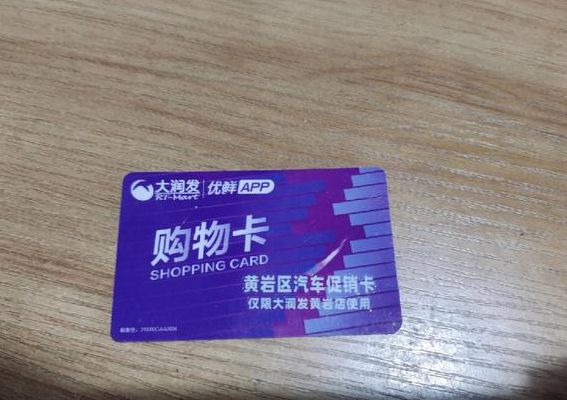 大润发 RT-Mart 优鲜APP
购物卡
SHOPPING CARD
黄岩区汽车促销卡
仅限大润发黄岩店使用